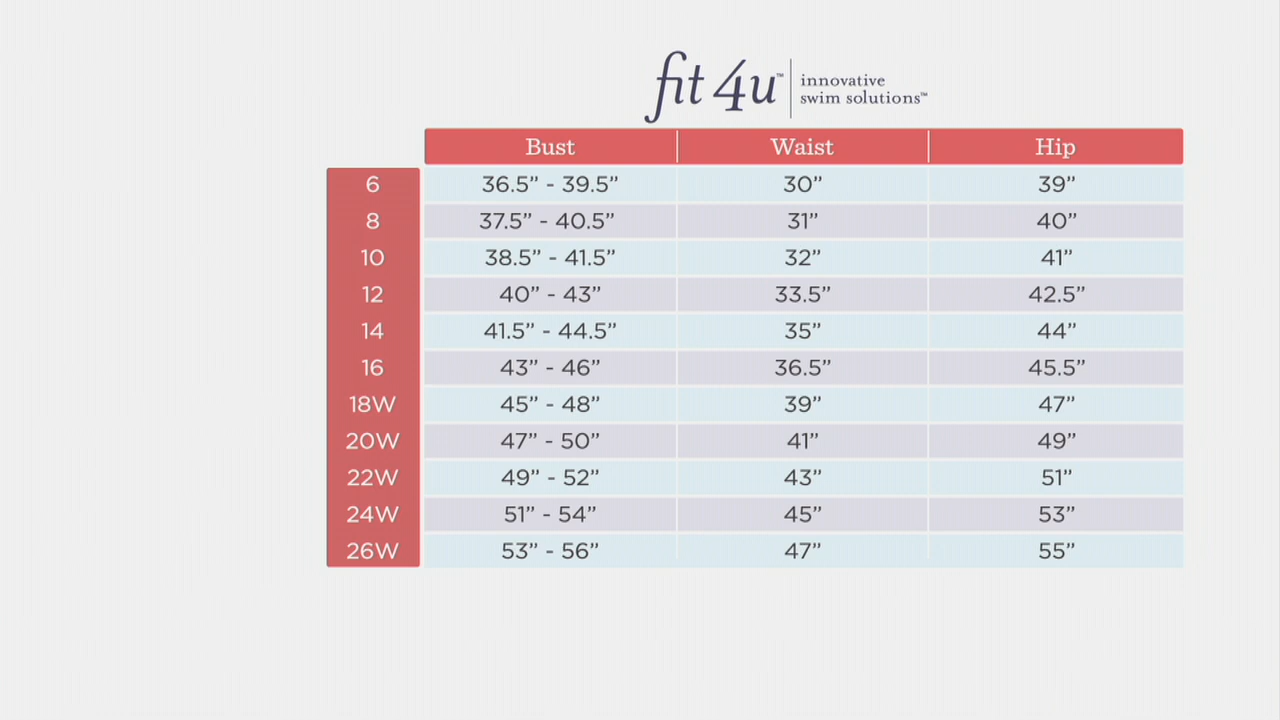 fit 4u™ innovative
swim solutions™
Bust Waist Hip
6 36.5” - 39.5” 30” 39”
8 37.5” - 40.5” 31” 40”
10 38.5” - 41.5” 32” 41”
12 40” - 43” 33.5” 42.5”
14 41.5” - 44.5” 35” 44”
16 43” - 46” 36.5” 45.5”
18W 45” - 48” 39” 47”
20W 47” - 50” 41” 49”
22W 49” - 52” 43” 51”
24W 51” - 54” 45” 53”
26W 53” - 56” 47” 55”